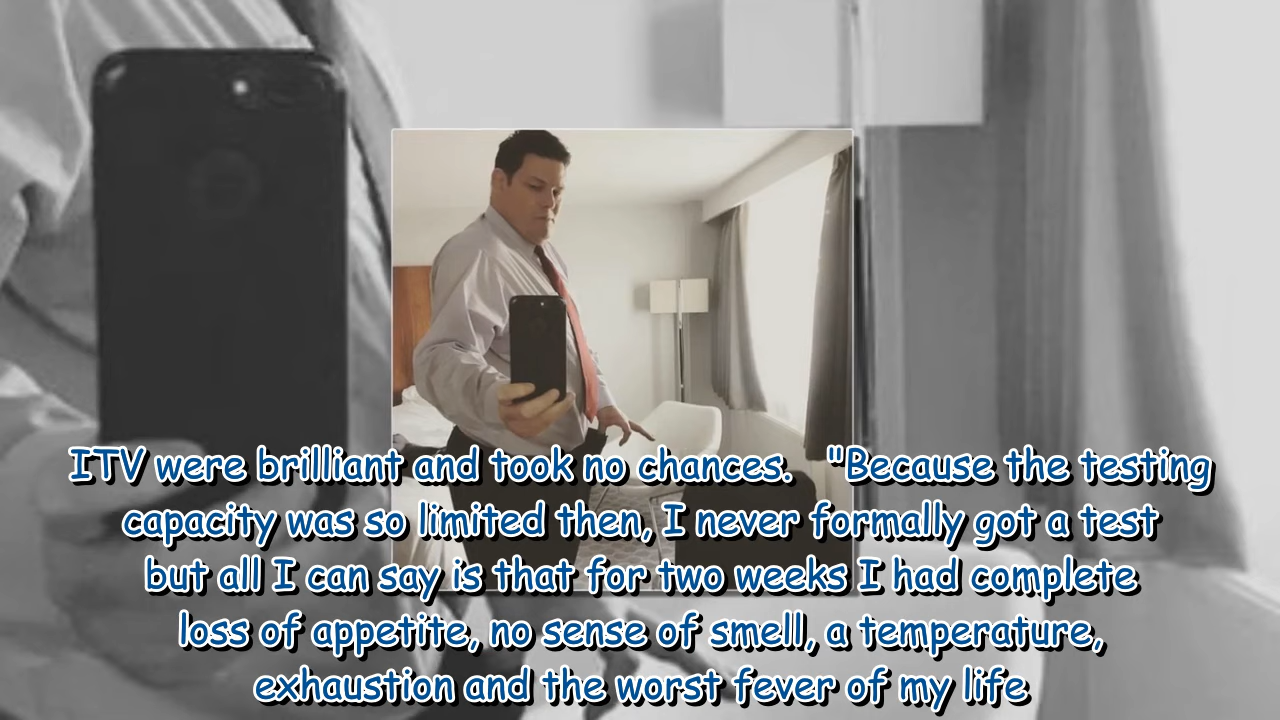 ITV were brilliant and took no chances.   "Because the testing
capacity was so limited then, I never formally got a test
but all I can say is that for two weeks I had complete
loss of appetite, no sense of smell, a temperature,
exhaustion and the worst fever of my life